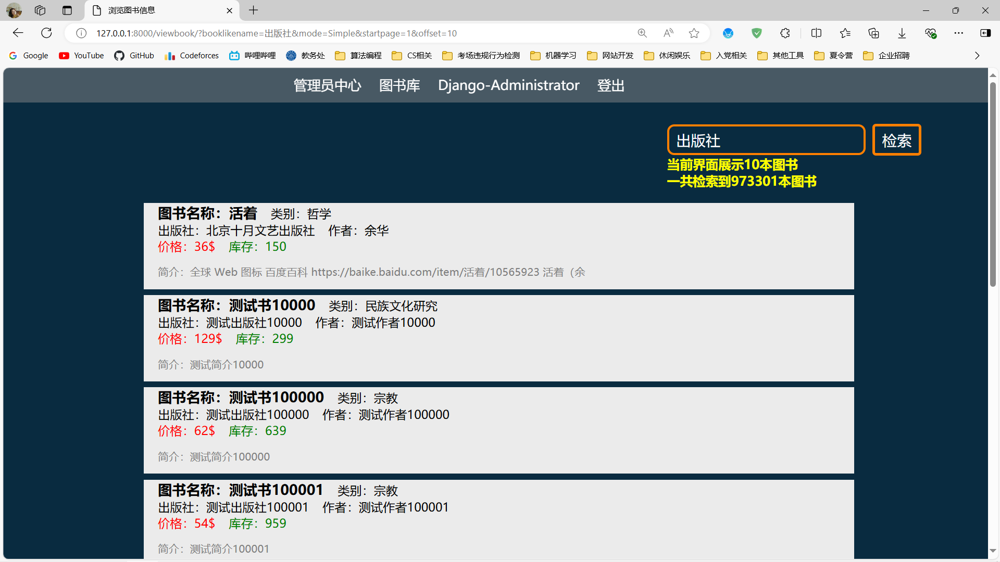 浏览图书信息
127.0.0.1:8000/viewbook/?booklikename=出版社&mode=Simple&startpage=1&offset=10
Google YouTube GitHub Codeforces 哔哩哔哩 教务处 算法编程 CS相关 考场违规行为检测 机器学习 网站开发 休闲娱乐 入党相关 其他工具 夏令营 企业招聘
管理员中心 图书库 Django-Administrator 登出
出版社 检索
当前界面展示10本图书
一共检索到973301本图书
图书名称：活着 类别：哲学
出版社：北京十月文艺出版社 作者：余华
价格：36$ 库存：150
简介：全球 Web 图标 百度百科 https://baike.baidu.com/item/活着/10565923 活着（余
图书名称：测试书10000 类别：民族文化研究
出版社：测试出版社10000 作者：测试作者10000
价格：129$ 库存：299
简介：测试简介10000
图书名称：测试书100000 类别：宗教
出版社：测试出版社100000 作者：测试作者100000
价格：62$ 库存：639
简介：测试简介100000
图书名称：测试书100001 类别：宗教
出版社：测试出版社100001 作者：测试作者100001
价格：54$ 库存：959
简介：测试简介100001